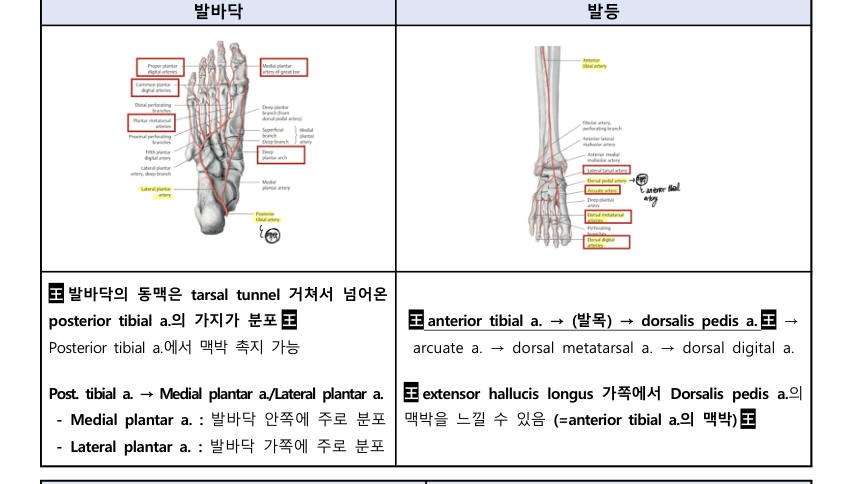 발바닥
발등
Proper plantar
digital arteries
Common plantar
digital arteries
Distal perforating
branches
Plantar metatarsal
arteries
Proximal perforating
branches
Fifth plantar
digital artery
Lateral plantar
artery, deep branch
Lateral plantar
artery
Medial plantar
artery of great toe
Deep plantar
branch (from
dorsal pedal artery)
Superficial
branch
Deep branch
Medial
plantar
artery
Deep
plantar arch
Medial
plantar artery
Posterior
tibial artery
Anterior
tibial artery
Fibular artery,
perforating branch
Anterior lateral
malleolar artery
Anterior medial
malleolar artery
Lateral tarsal artery
Dorsal pedal artery →
anterior tibial
artery
Arcuate artery
Deep plantar
artery
Dorsal metatarsal
arteries
Perforating
branches
Dorsal digital
arteries
王 발바닥의 동맥은 tarsal tunnel 거쳐서 넘어온
posterior tibial a.의 가지가 분포 王
Posterior tibial a.에서 맥박 촉지 가능
Post. tibial a. → Medial plantar a./Lateral plantar a.
- Medial plantar a. : 발바닥 안쪽에 주로 분포
- Lateral plantar a. : 발바닥 가쪽에 주로 분포
王 anterior tibial a. → (발목) → dorsalis pedis a. 王 →
arcuate a. → dorsal metatarsal a. → dorsal digital a.
王 extensor hallucis longus 가쪽에서 Dorsalis pedis a.의
맥박을 느낄 수 있음 (=anterior tibial a.의 맥박) 王